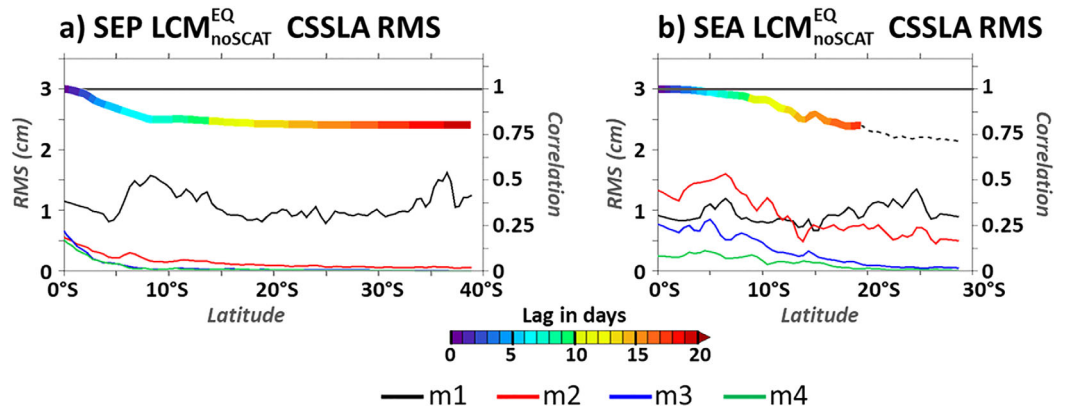 a) SEP LCM^EQ_noSCAT CSSLA RMS
3
2
1
0
RMS (cm)
1
0.75
0.5
0.25
0
Correlation
0°S 10°S 20°S 30°S 40°S
Latitude
b) SEA LCM^EQ_noSCAT CSSLA RMS
3
2
1
0
RMS (cm)
1
0.75
0.5
0.25
0
Correlation
0°S 10°S 20°S 30°S
Latitude
Lag in days
0 5 10 15 20
m1 m2 m3 m4